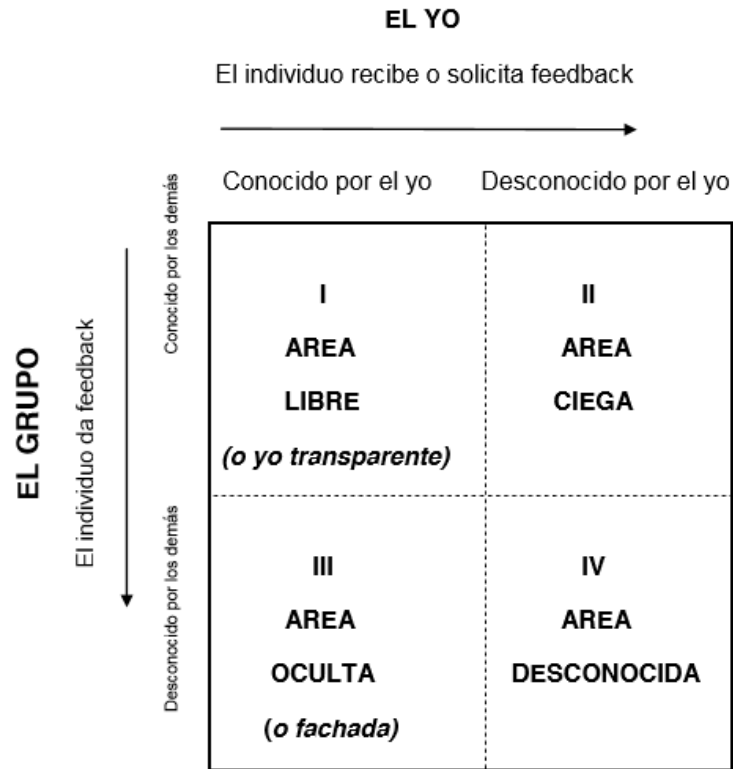 EL YO
El individuo recibe o solicita feedback
Conocido por el yo
Desconocido por el yo
EL GRUPO
El individuo da feedback
Conocido por los demás
Desconocido por los demás
I
AREA
LIBRE
(o yo transparente)
II
AREA
CIEGA
III
AREA
OCULTA
(o fachada)
IV
AREA
DESCONOCIDA